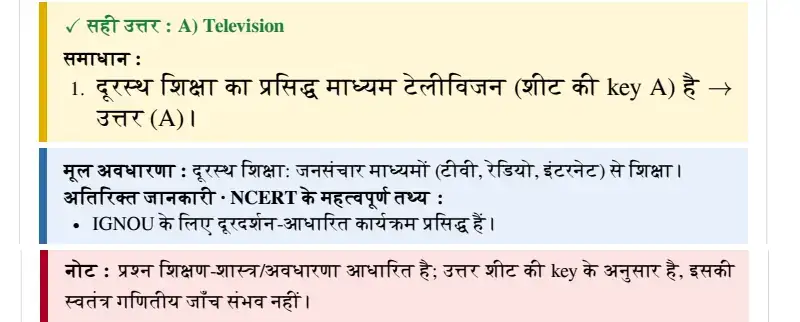 ✓ सही उत्तर : A) Television
समाधान :
1. दूरस्थ शिक्षा का प्रसिद्ध माध्यम टेलीविजन (शीट की key A) है →
उत्तर (A)।
मूल अवधारणा : दूरस्थ शिक्षा: जनसंचार माध्यमों (टीवी, रेडियो, इंटरनेट) से शिक्षा।
अतिरिक्त जानकारी · NCERT के महत्वपूर्ण तथ्य :
• IGNOU के लिए दूरदर्शन-आधारित कार्यक्रम प्रसिद्ध हैं।
नोट : प्रश्न शिक्षण-शास्त्र/अवधारणा आधारित है; उत्तर शीट की key के अनुसार है, इसकी
स्वतंत्र गणितीय जाँच संभव नहीं।